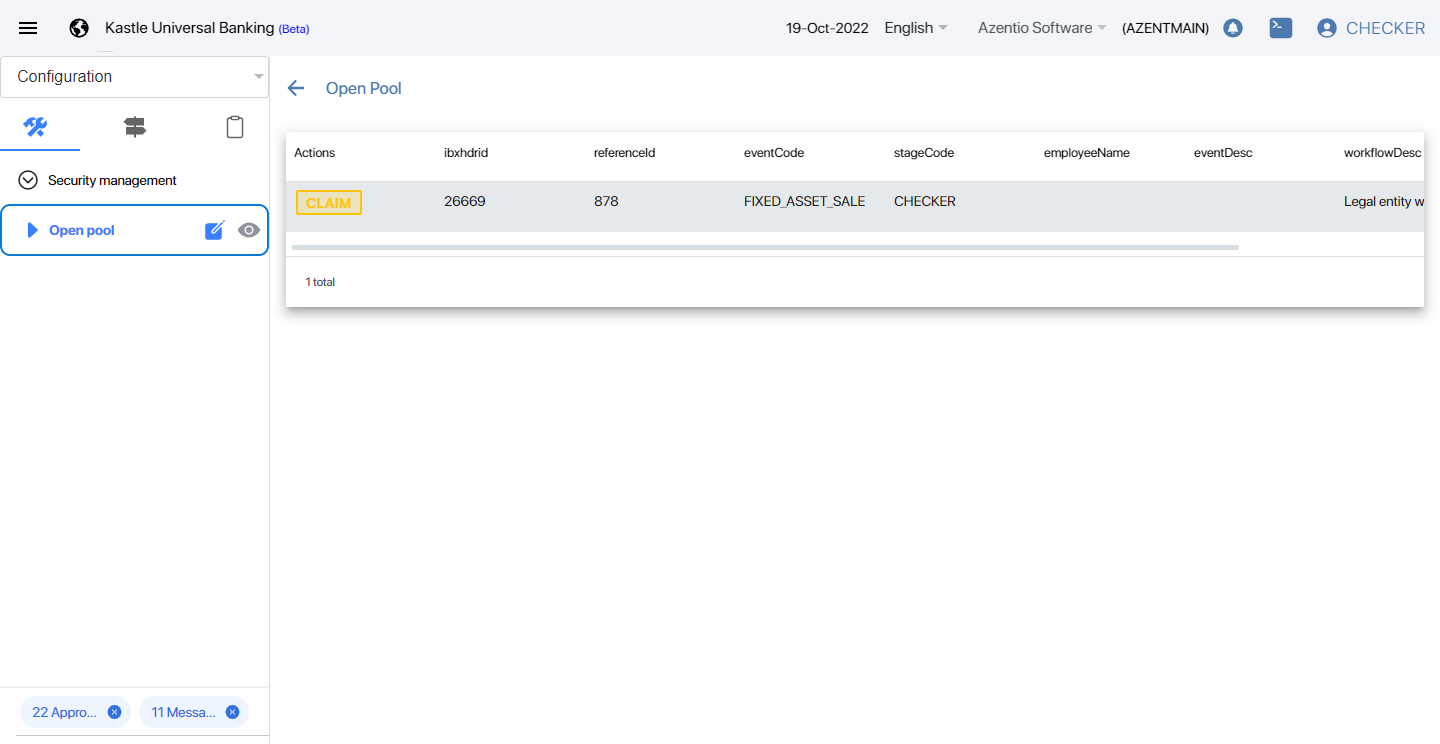 Kastle Universal Banking (Beta)
19-Oct-2022 English Azentio Software (AZENTMAIN) CHECKER
Configuration
Security management
Open pool
22 Appro...
11 Messa...
Open Pool
Actions ibxhdrid referenceId eventCode stageCode employeeName eventDesc workflowDesc
CLAIM 26669 878 FIXED_ASSET_SALE CHECKER Legal entity w
1 total